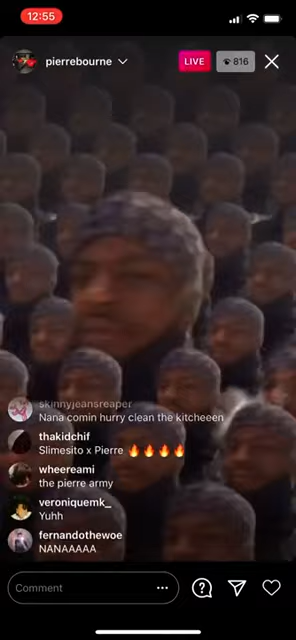 12:55
pierrebourne
LIVE
816
skinnyjeansreaper
Nana comin hurry clean the kitcheeen
thakidchif
Slimesito x Pierre 🔥🔥🔥🔥
wheereami
the pierre army
veroniquemk_
Yuhh
fernandothewoe
NANAAAAA
Comment